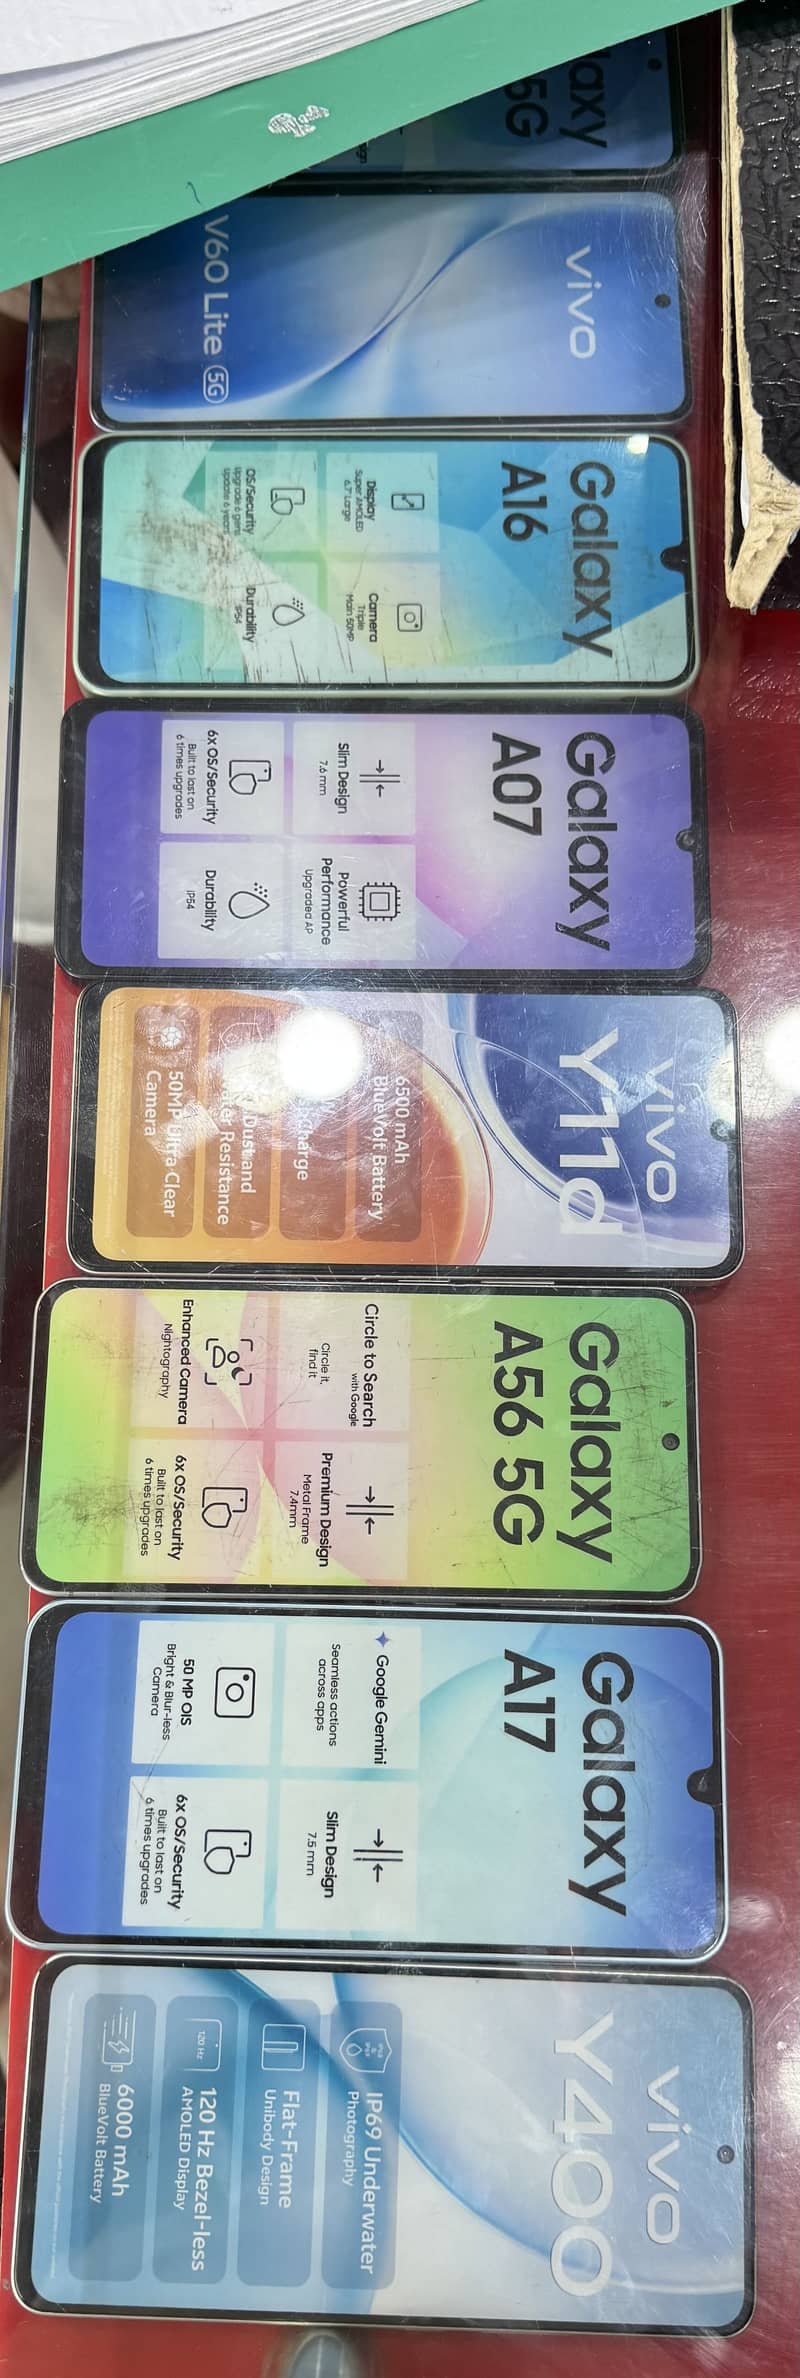 5G
vivo
V60 Lite 5G
Galaxy
A16
Display
Super AMOLED
6.7" Large
Camera
Triple
Main 50MP
OS/Security
Upgrade 6 gens
update 6 years
Durability
IP54
Galaxy
A07
Slim Design
7.6 mm
Powerful
Performance
Upgraded AP
6x OS/Security
Built to last on
6 times upgrades
Durability
IP54
vivo
Y11d
6500 mAh
BlueVolt Battery
Dust and
Resistance
50MP Ultra Clear
Camera
Galaxy
A56 5G
Circle to Search
with Google
Circle it,
find it
Premium Design
Metal Frame
7.4mm
Enhanced Camera
Nightography
6x OS/Security
Built to last on
6 times upgrades
Galaxy
A17
Google Gemini
Seamless actions
across apps
Slim Design
7.5 mm
50 MP OIS
Bright & Blur-less
Camera
6x OS/Security
Built to last on
6 times upgrades
vivo
Y400
IP69 Underwater
Photography
Flat-Frame
Unibody Design
120 Hz
120 Hz Bezel-less
AMOLED Display
6000 mAh
BlueVolt Battery